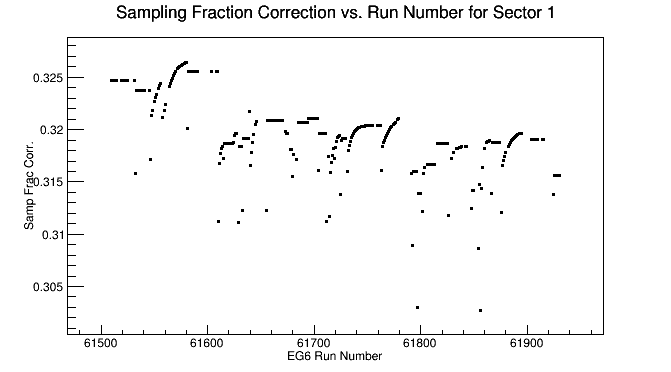 Sampling Fraction Correction vs. Run Number for Sector 1
Samp Frac Corr.
0.325
0.32
0.315
0.31
0.305
61500 61600 61700 61800 61900
EG6 Run Number